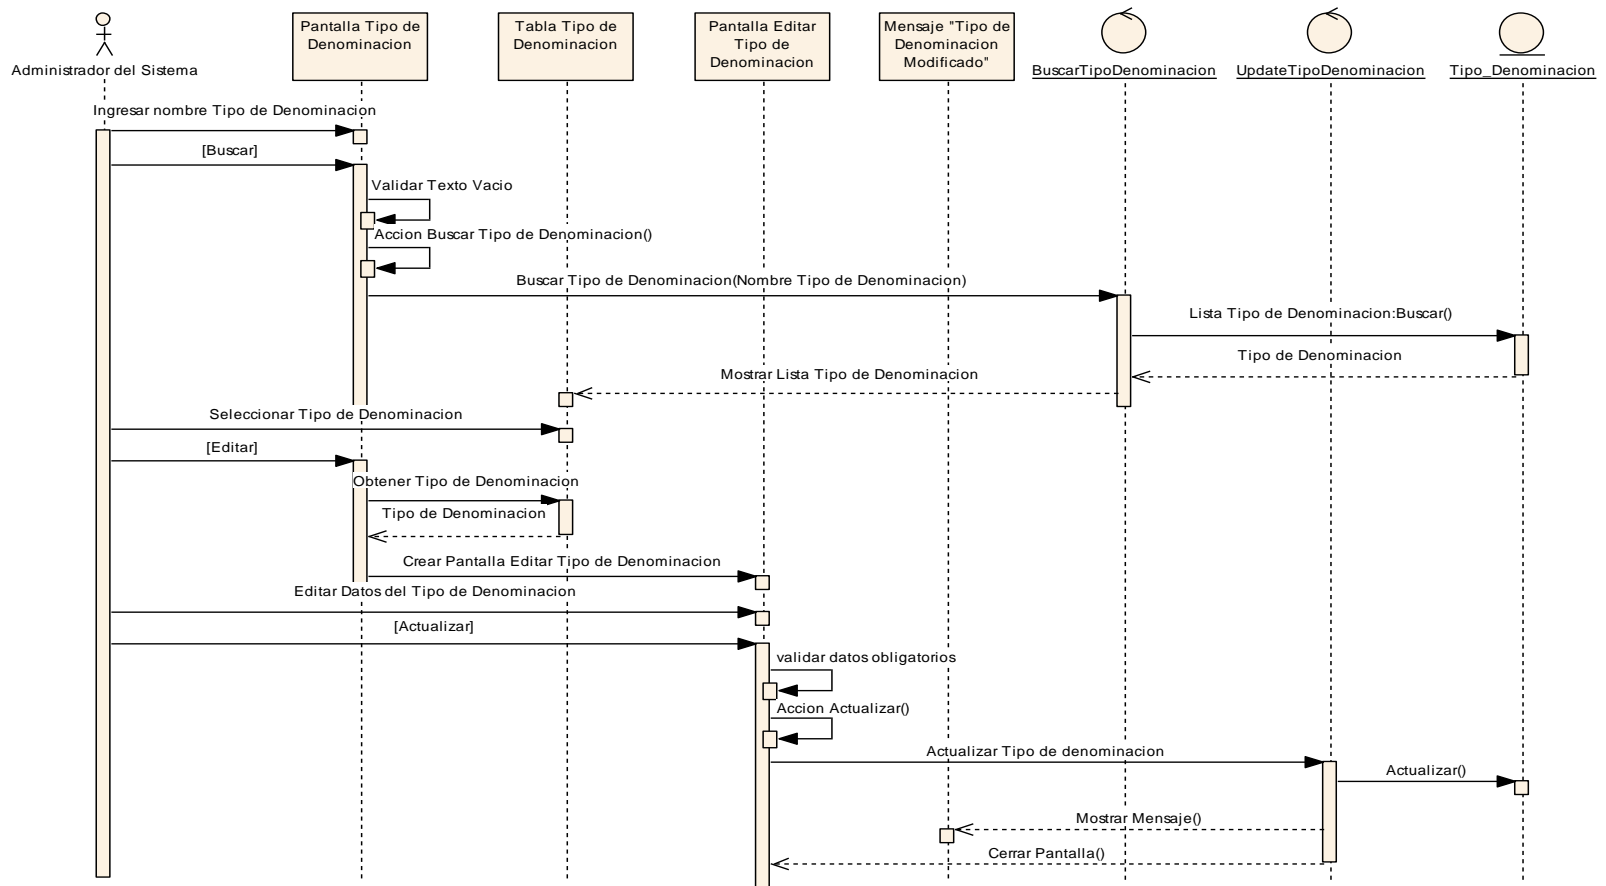 Administrador del Sistema
Pantalla Tipo de
Denominacion
Tabla Tipo de
Denominacion
Pantalla Editar
Tipo de
Denominacion
Mensaje "Tipo de
Denominacion
Modificado"
BuscarTipoDenominacion
UpdateTipoDenominacion
Tipo_Denominacion
Ingresar nombre Tipo de Denominacion
[Buscar]
Validar Texto Vacio
Accion Buscar Tipo de Denominacion()
Buscar Tipo de Denominacion(Nombre Tipo de Denominacion)
Lista Tipo de Denominacion:Buscar()
Tipo de Denominacion
Mostrar Lista Tipo de Denominacion
Seleccionar Tipo de Denominacion
[Editar]
Obtener Tipo de Denominacion
Tipo de Denominacion
Crear Pantalla Editar Tipo de Denominacion
Editar Datos del Tipo de Denominacion
[Actualizar]
validar datos obligatorios
Accion Actualizar()
Actualizar Tipo de denominacion
Actualizar()
Mostrar Mensaje()
Cerrar Pantalla()